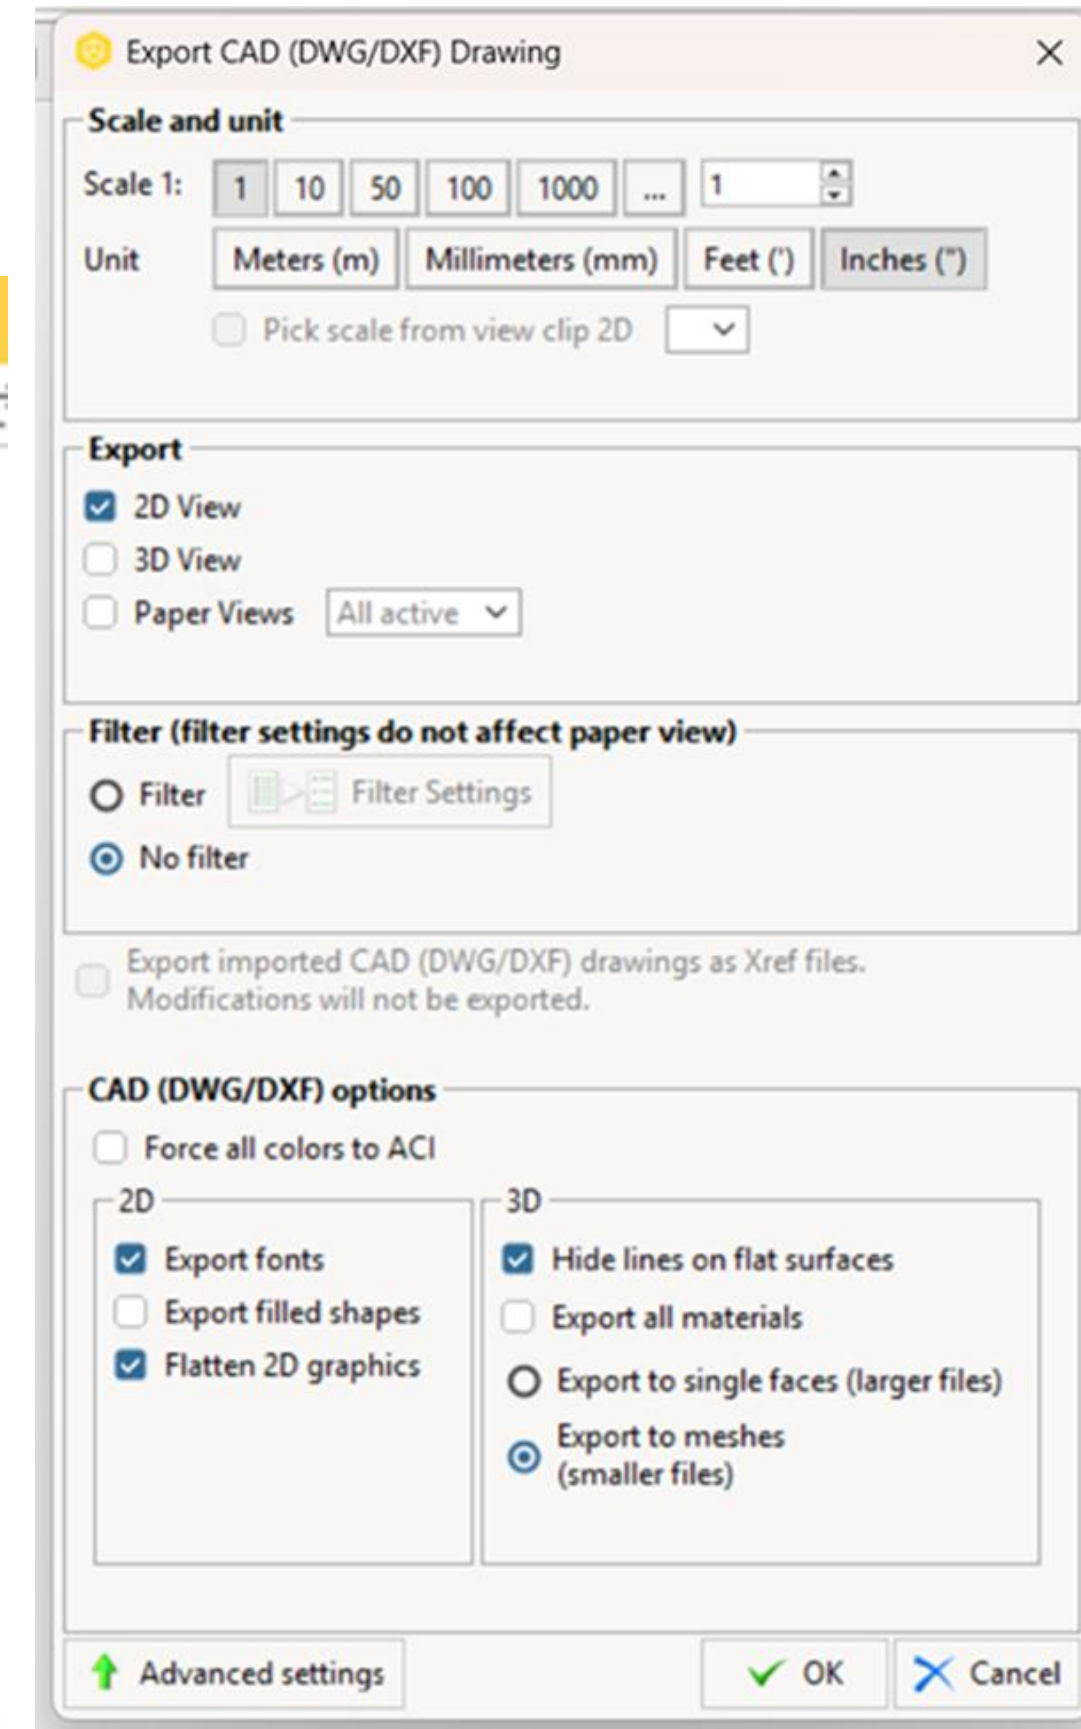 Export CAD (DWG/DXF) Drawing
Scale and unit
Scale 1: 1 10 50 100 1000 ... 1
Unit Meters (m) Millimeters (mm) Feet (') Inches (")
Pick scale from view clip 2D
Export
2D View
3D View
Paper Views All active
Filter (filter settings do not affect paper view)
Filter Filter Settings
No filter
Export imported CAD (DWG/DXF) drawings as Xref files.
Modifications will not be exported.
CAD (DWG/DXF) options
Force all colors to ACI
2D
Export fonts
Export filled shapes
Flatten 2D graphics
3D
Hide lines on flat surfaces
Export all materials
Export to single faces (larger files)
Export to meshes
(smaller files)
Advanced settings OK Cancel